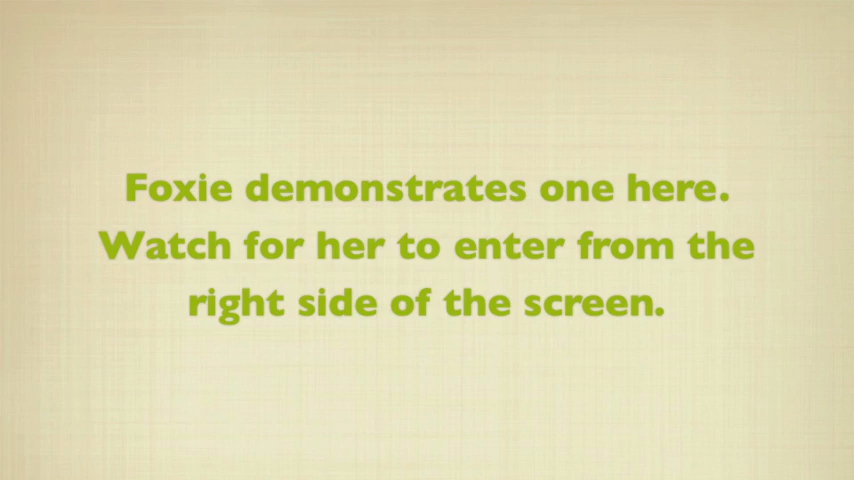 Foxie demonstrates one here.
Watch for her to enter from the
right side of the screen.